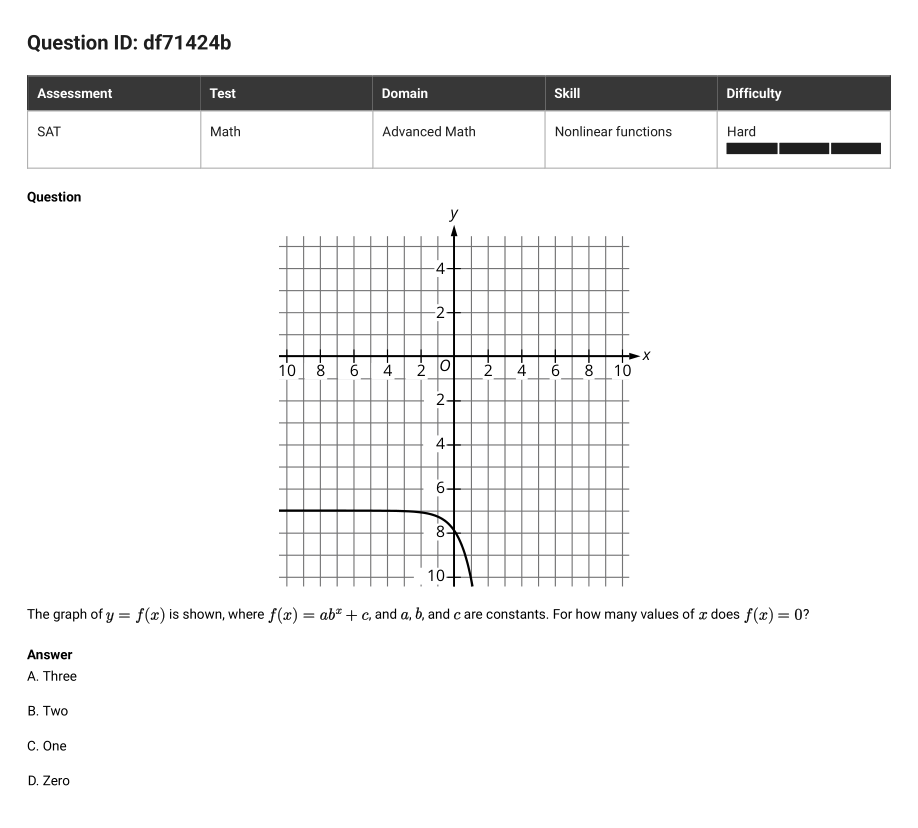 Question ID: df71424b
Assessment Test Domain Skill Difficulty
SAT Math Advanced Math Nonlinear functions Hard
Question
y
4
2
O
x
10 8 6 4 2 2 4 6 8 10
2
4
6
8
10
The graph of y = f(x) is shown, where f(x) = abˣ + c, and a, b, and c are constants. For how many values of x does f(x) = 0?
Answer
A. Three
B. Two
C. One
D. Zero